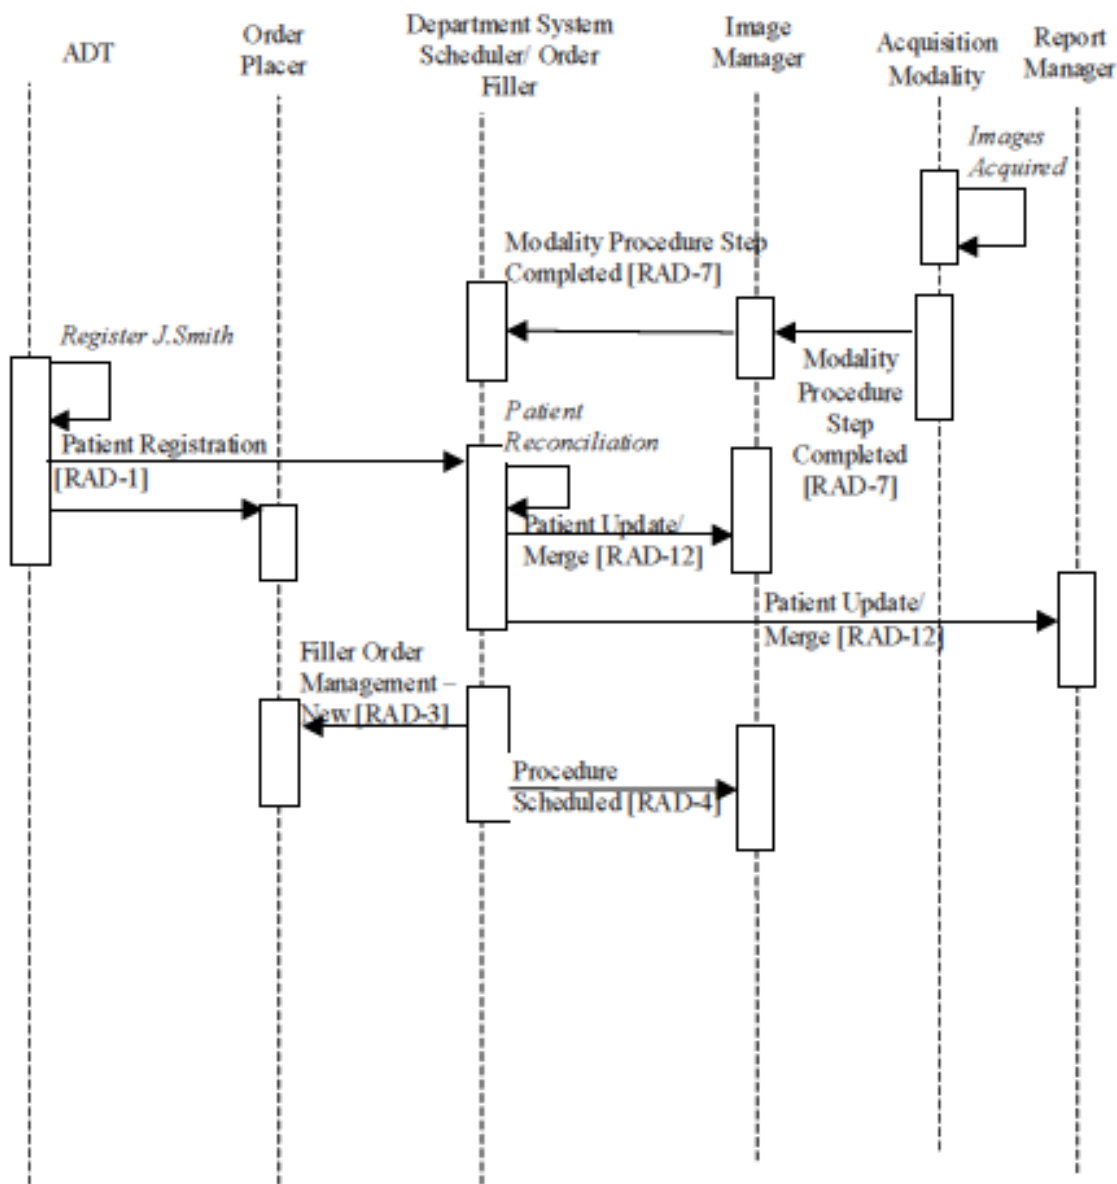 ADT
Order
Placer
Department System
Scheduler/ Order
Filler
Image
Manager
Acquisition
Modality
Report
Manager
Images
Acquired
Modality Procedure Step
Completed [RAD-7]
Register J.Smith
Modality
Procedure
Step
Completed
[RAD-7]
Patient
Reconciliation
Patient Registration
[RAD-1]
Patient Update/
Merge [RAD-12]
Patient Update/
Merge [RAD-12]
Filler Order
Management –
New [RAD-3]
Procedure
Scheduled [RAD-4]